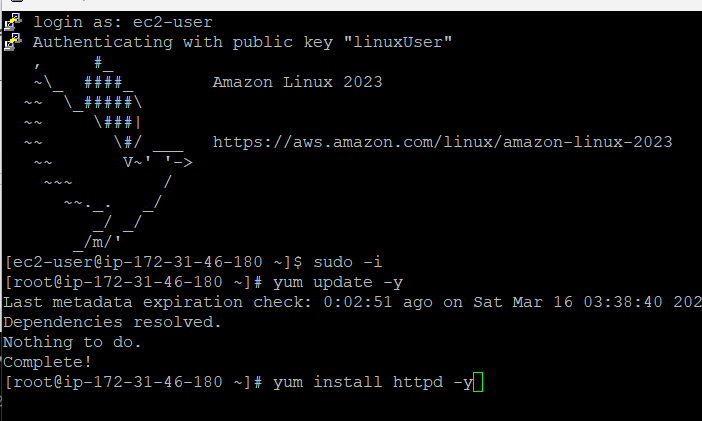 login as: ec2-user
Authenticating with public key "linuxUser"
   ,     #_
   ~\_  ####_        Amazon Linux 2023
  ~~  \_#####\
  ~~     \###|
  ~~       \#/ ___   https://aws.amazon.com/linux/amazon-linux-2023
   ~~       V~' '->
    ~~~         /
      ~~._.   _/
         _/ _/
       _/m/'
[ec2-user@ip-172-31-46-180 ~]$ sudo -i
[root@ip-172-31-46-180 ~]# yum update -y
Last metadata expiration check: 0:02:51 ago on Sat Mar 16 03:38:40 202
Dependencies resolved.
Nothing to do.
Complete!
[root@ip-172-31-46-180 ~]# yum install httpd -y